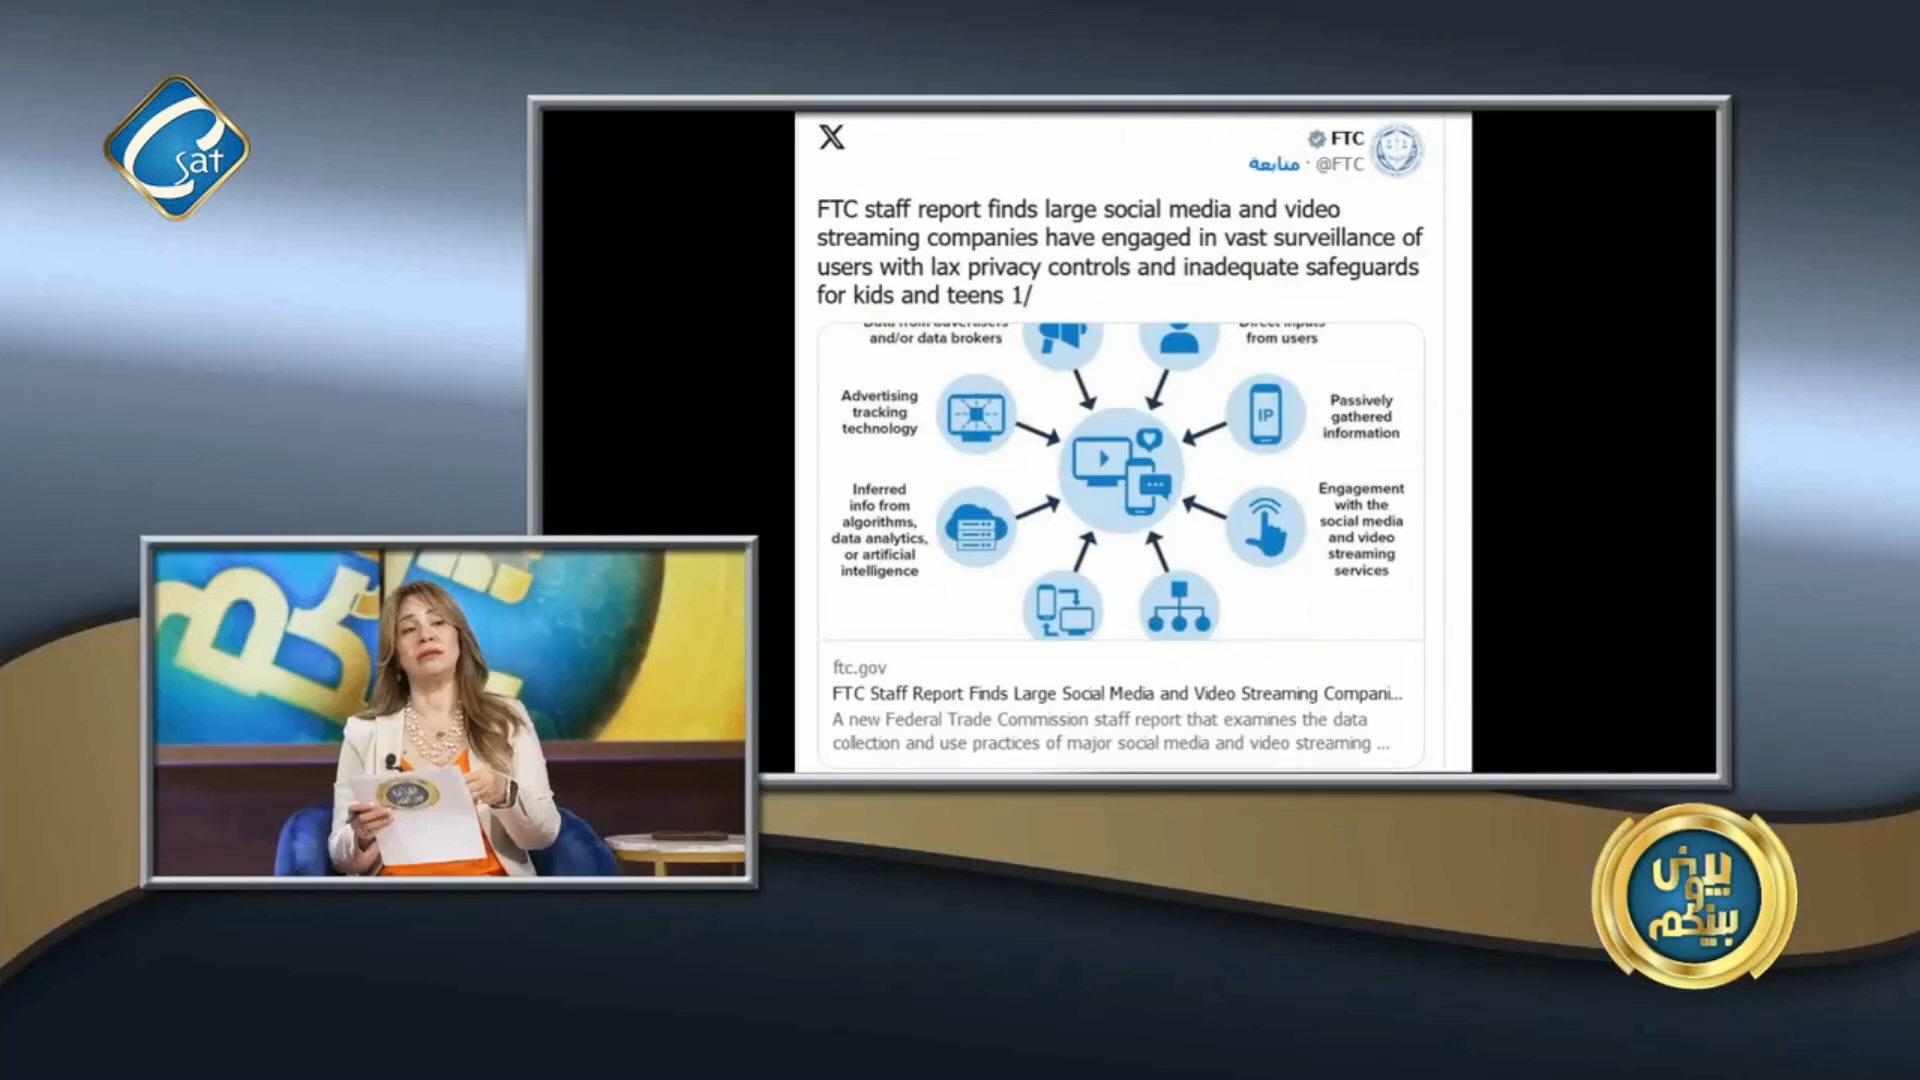 C
sat
X
FTC
@FTC · متابعة
FTC staff report finds large social media and video
streaming companies have engaged in vast surveillance of
users with lax privacy controls and inadequate safeguards
for kids and teens 1/
Data from advertisers
and/or data brokers
Direct inputs
from users
Advertising
tracking
technology
IP
Passively
gathered
information
Inferred
info from
algorithms,
data analytics,
or artificial
intelligence
Engagement
with the
social media
and video
streaming
services
ftc.gov
FTC Staff Report Finds Large Social Media and Video Streaming Compani...
A new Federal Trade Commission staff report that examines the data
collection and use practices of major social media and video streaming ...
بيني
و
بينكم